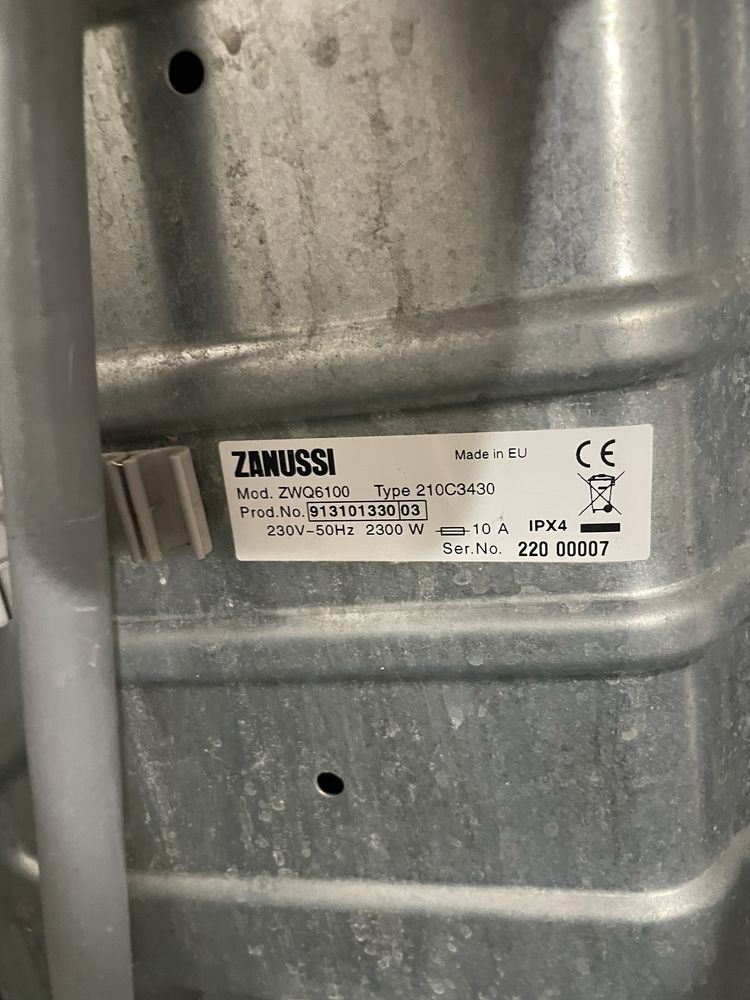 ZANUSSI Made in EU CE
Mod. ZWQ6100 Type 210C3430
Prod.No. 913101330 03
230V~50Hz 2300 W 10 A IPX4
Ser.No. 220 00007